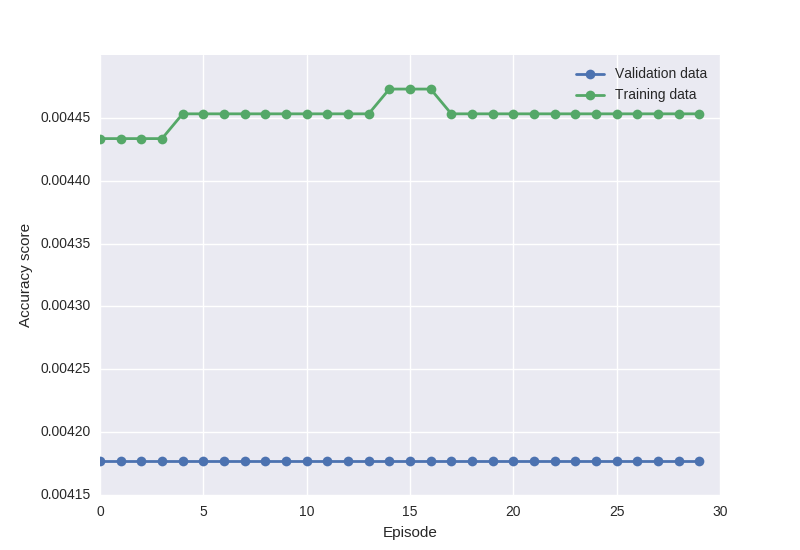 Validation data
Training data
0.00445
0.00440
0.00435
0.00430
0.00425
0.00420
0.00415
Accuracy score
0 5 10 15 20 25 30
Episode